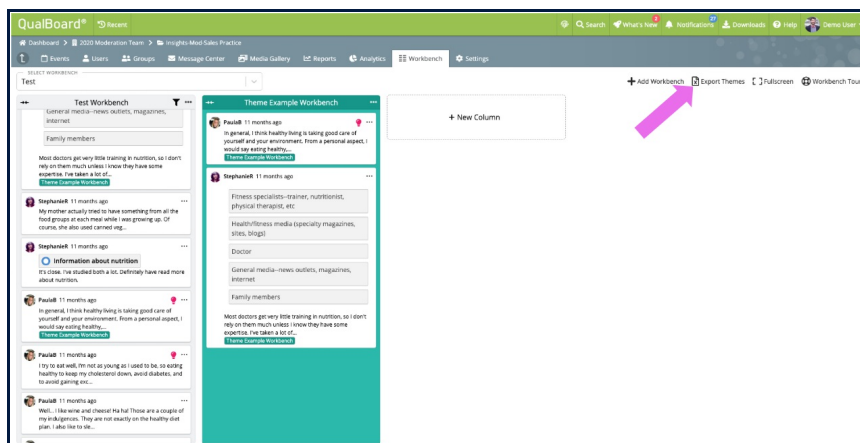 QualBoard® Recent
Search What's New 2 Notifications 27 Downloads Help Demo User
Dashboard > 2020 Moderation Team > Insights-Mod Sales Practice
Events Users Groups Message Center Media Gallery Reports Analytics Workbench Settings
SELECT WORKBENCH
Test
Add Workbench Export Themes Fullscreen Workbench Tour
Test Workbench
General media--news outlets, magazines,
internet
Family members
Most doctors get very little training in nutrition, so I don't
rely on them much unless I know they have some
expertise. I've taken a lot of...
Theme Example Workbench
StephanieR 11 months ago
My mother actually tried to have something from all the
food groups at each meal while I was growing up. Of
course, she also used canned veg...
StephanieR 11 months ago
Information about nutrition
It's close. I've studied both a lot. Definitely have read more
about nutrition.
PaulaB 11 months ago
In general, I think healthy living is taking good care of
yourself and your environment. From a personal aspect, I
would say eating healthy,...
Theme Example Workbench
PaulaB 11 months ago
I try to eat well, I'm not as young as I used to be, so eating
healthy to keep my cholesterol down, avoid diabetes, and
to avoid gaining exc...
PaulaB 11 months ago
Well... I like wine and cheese! Ha ha! Those are a couple of
my indulgences. They are not exactly on the healthy diet
plan. I also like to sle...
Theme Example Workbench
PaulaB 11 months ago
In general, I think healthy living is taking good care of
yourself and your environment. From a personal aspect, I
would say eating healthy,...
Theme Example Workbench
StephanieR 11 months ago
Fitness specialists--trainer, nutritionist,
physical therapist, etc
Health/fitness media (specialty magazines,
sites, blogs)
Doctor
General media--news outlets, magazines,
internet
Family members
Most doctors get very little training in nutrition, so I don't
rely on them much unless I know they have some
expertise. I've taken a lot of...
Theme Example Workbench
+ New Column